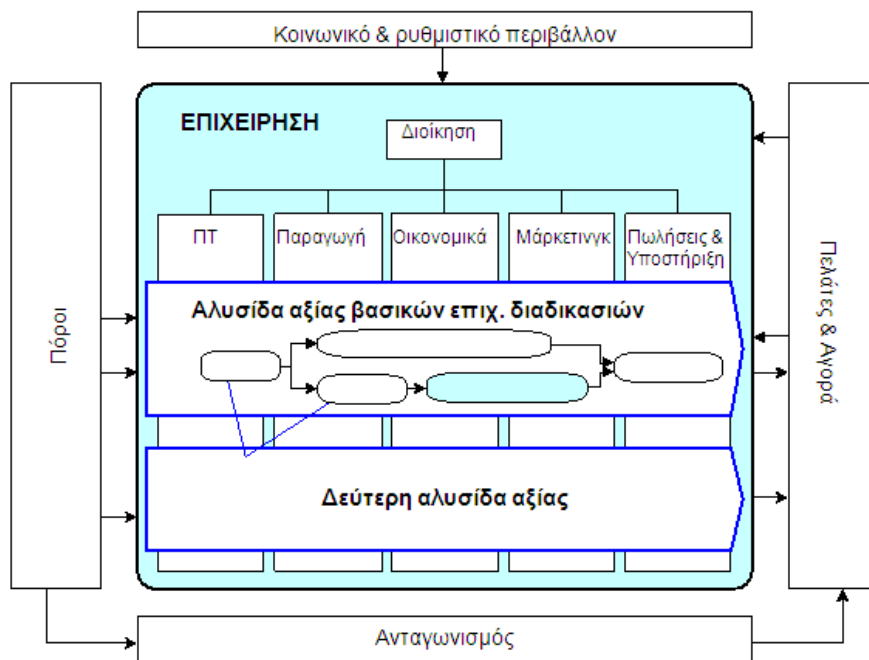 Κοινωνικό & ρυθμιστικό περιβάλλον
ΕΠΙΧΕΙΡΗΣΗ
Διοίκηση
ΠΤ
Παραγωγή
Οικονομικά
Μάρκετινγκ
Πωλήσεις &
Υποστήριξη
Πόροι
Πελάτες & Αγορά
Αλυσίδα αξίας βασικών επιχ. διαδικασιών
Δεύτερη αλυσίδα αξίας
Ανταγωνισμός